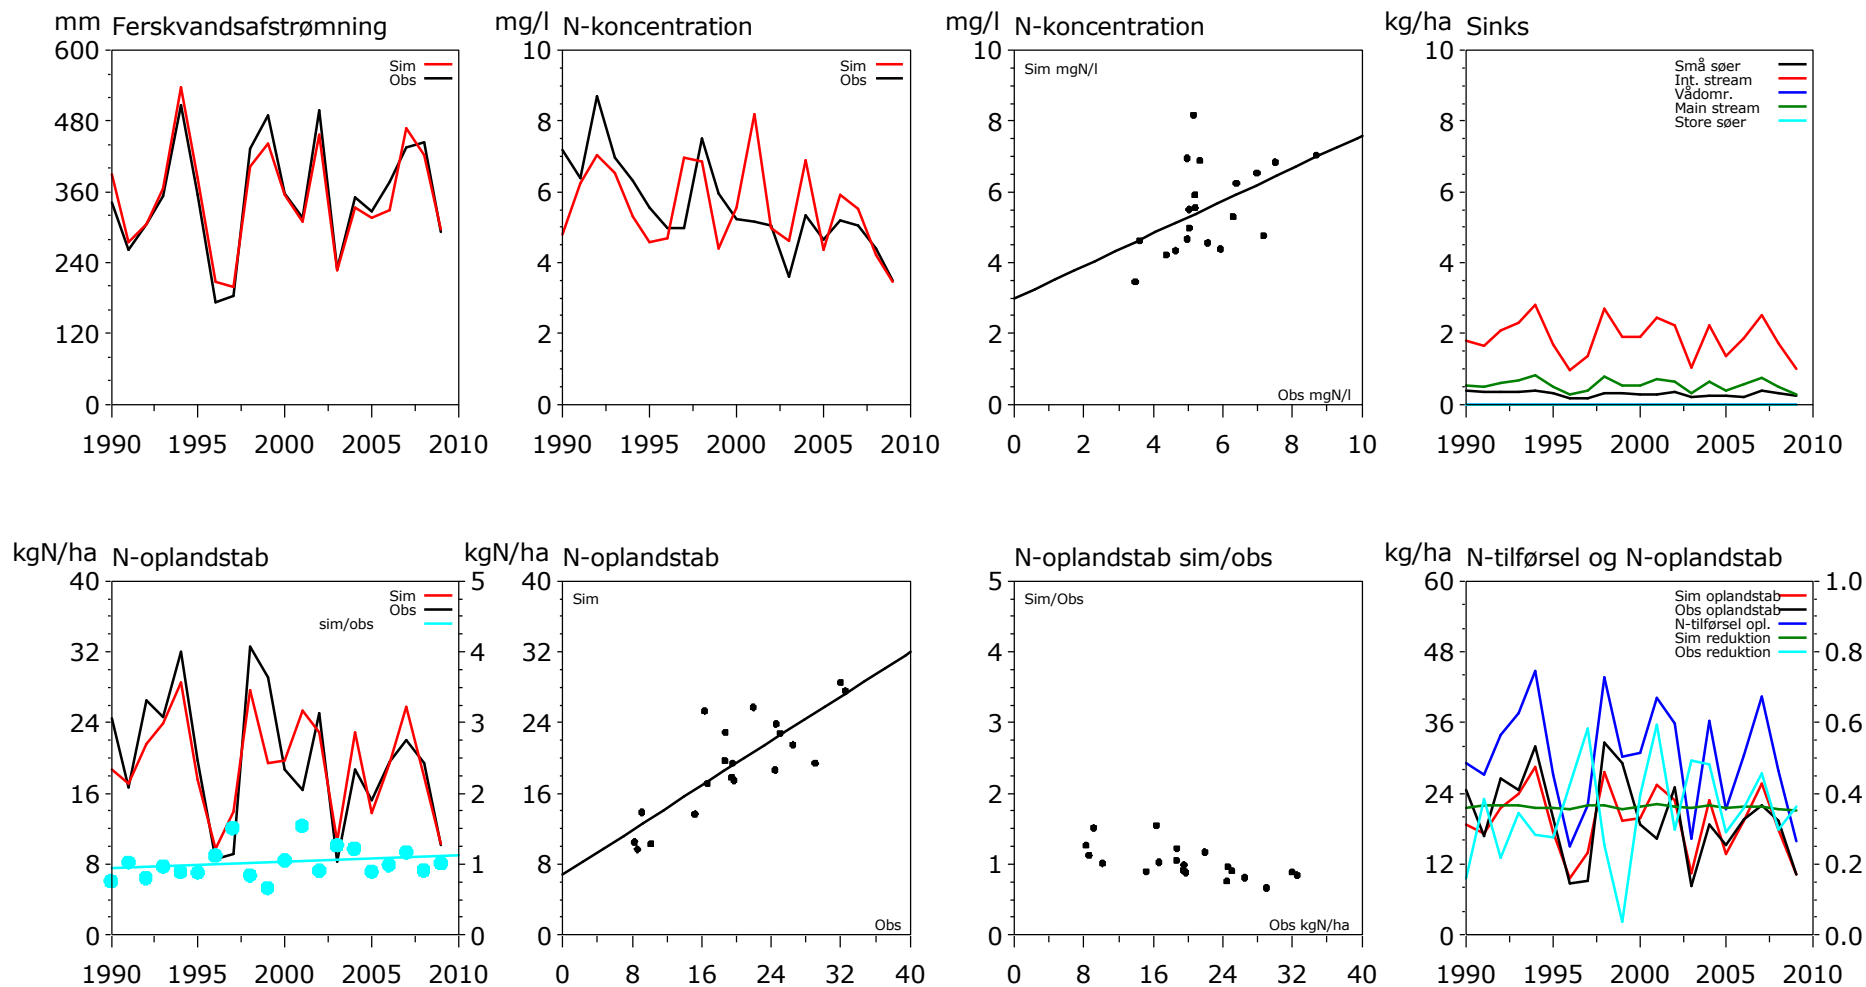 mm Ferskvandsafstrømning
600
480
360
240
120
0
Sim
Obs
1990 1995 2000 2005 2010
mg/l N-koncentration
10
8
6
4
2
0
Sim
Obs
1990 1995 2000 2005 2010
mg/l N-koncentration
10
8
6
4
2
0
Sim mgN/l
Obs mgN/l
0 2 4 6 8 10
kg/ha Sinks
10
8
6
4
2
0
Små søer
Int. stream
Vådomr.
Main stream
Store søer
1990 1995 2000 2005 2010
kgN/ha N-oplandstab
40
32
24
16
8
0
Sim
Obs
sim/obs
5
4
3
2
1
0
1990 1995 2000 2005 2010
kgN/ha N-oplandstab
40
32
24
16
8
0
Sim
Obs
0 8 16 24 32 40
N-oplandstab sim/obs
5
4
3
2
1
0
Sim/Obs
Obs kgN/ha
0 8 16 24 32 40
kg/ha N-tilførsel og N-oplandstab
60
48
36
24
12
0
Sim oplandstab
Obs oplandstab
N-tilførsel opl.
Sim reduktion
Obs reduktion
1.0
0.8
0.6
0.4
0.2
0.0
1990 1995 2000 2005 2010